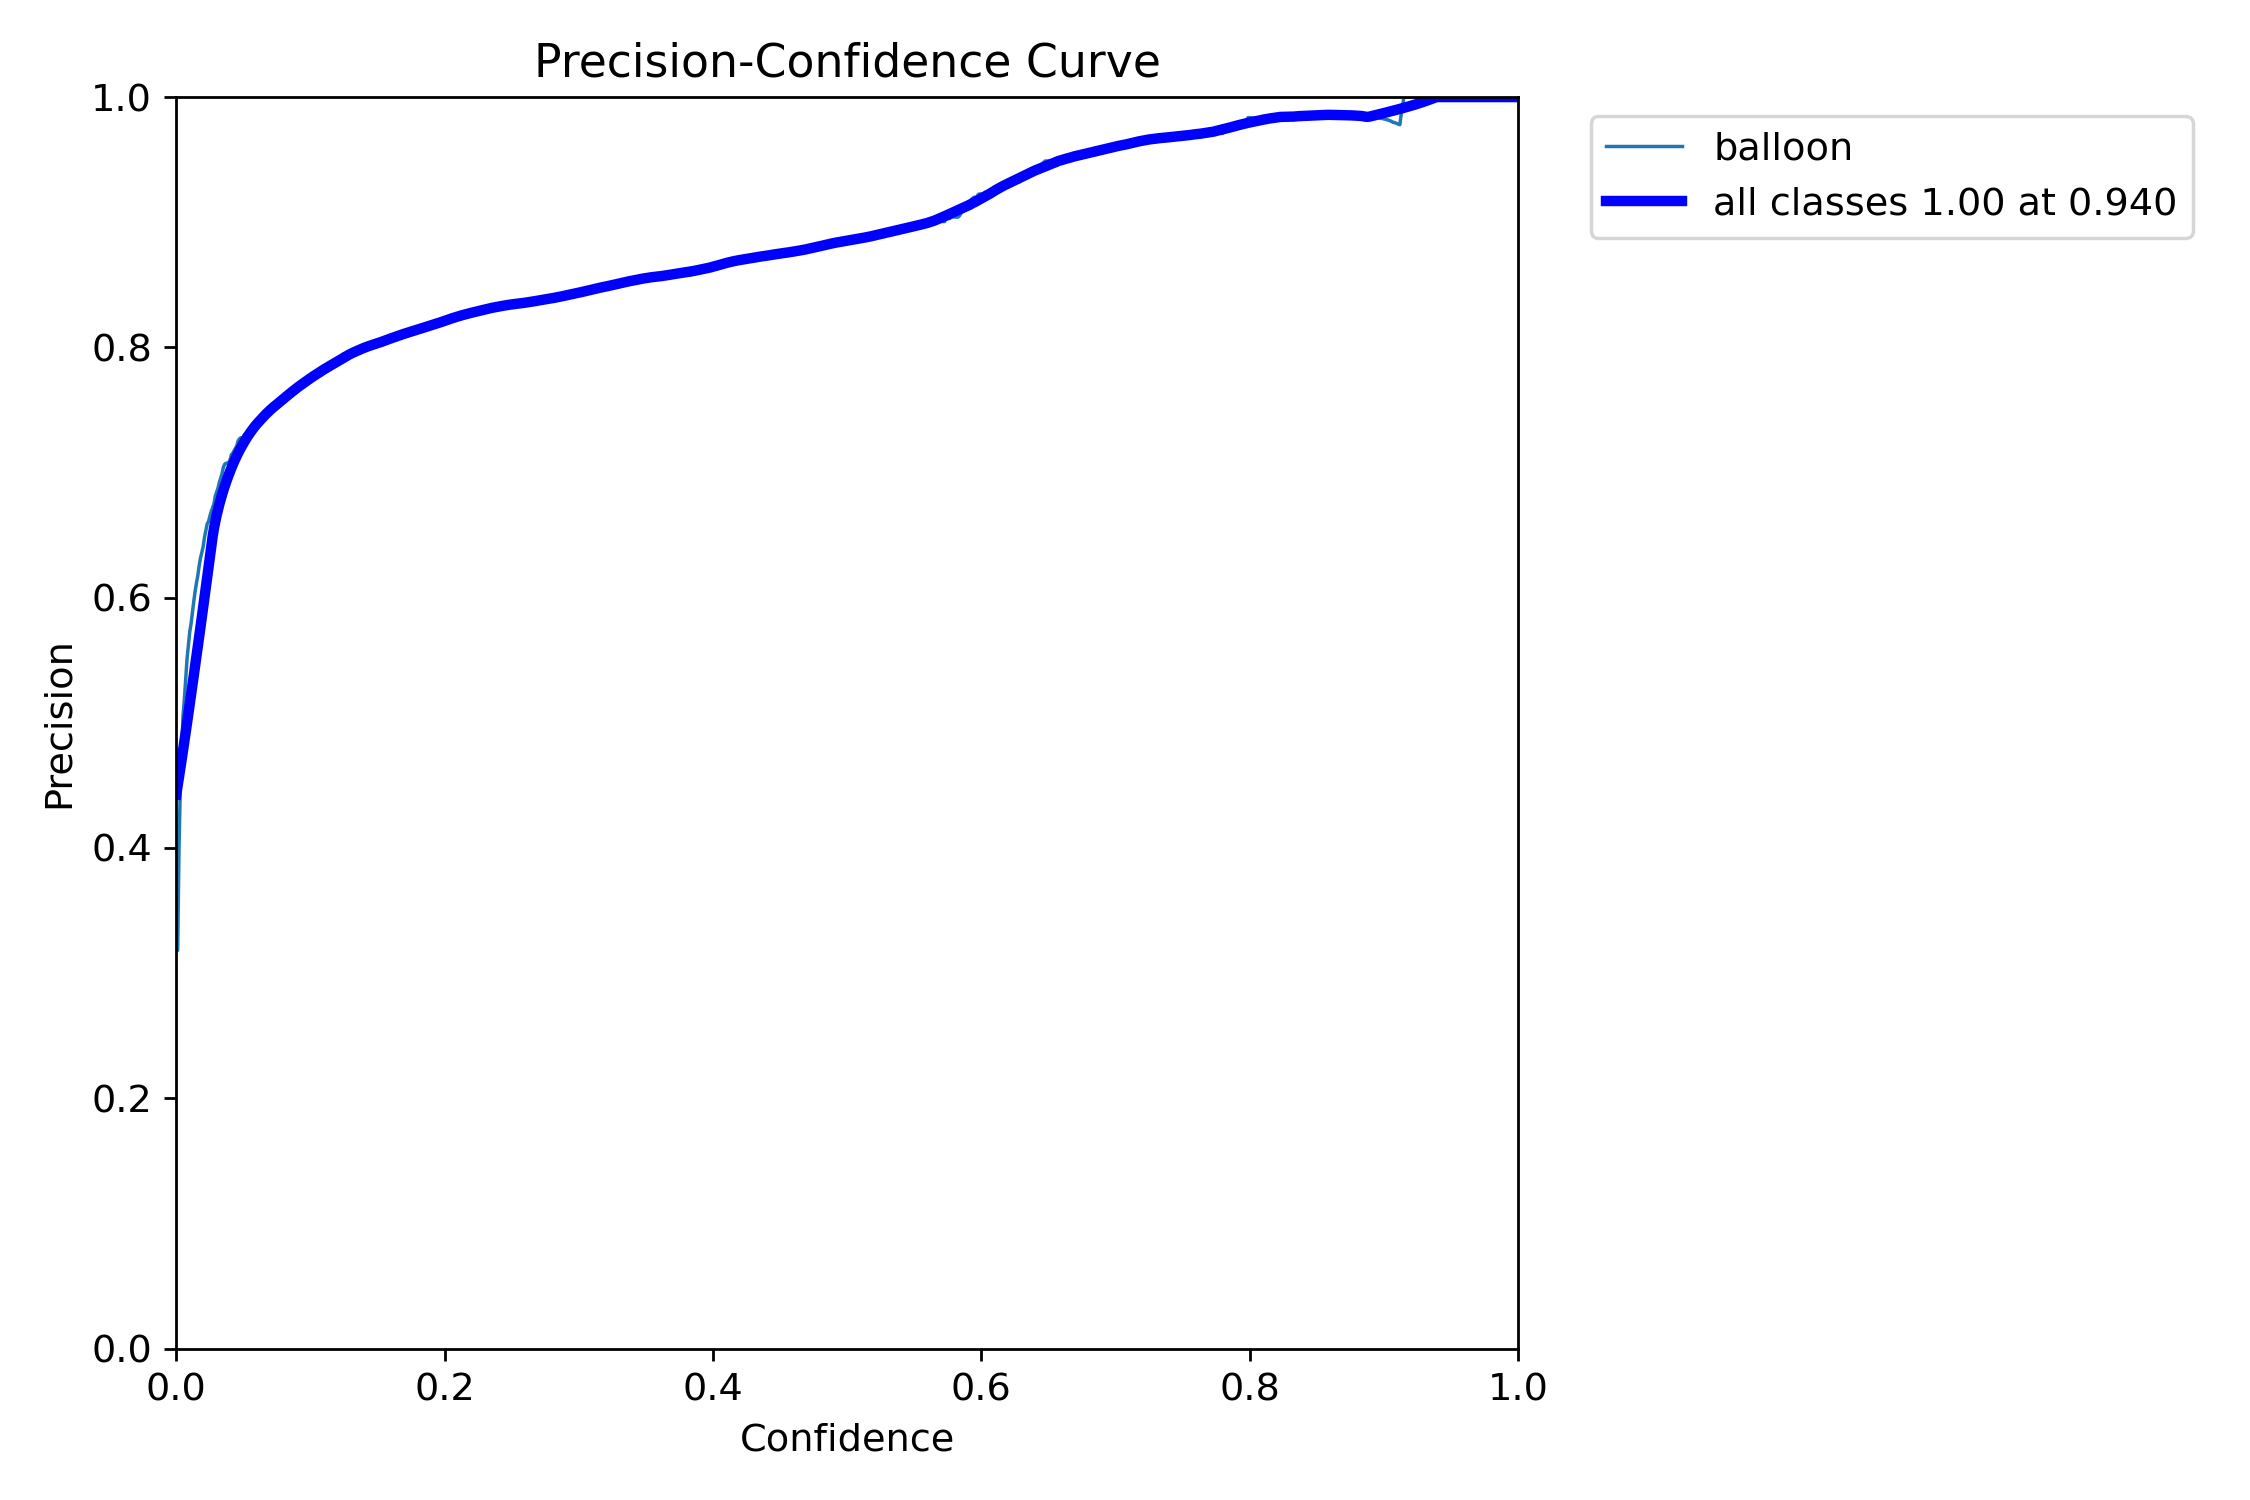 Precision-Confidence Curve
1.0
0.8
0.6
0.4
0.2
0.0
Precision
0.0 0.2 0.4 0.6 0.8 1.0
Confidence
balloon
all classes 1.00 at 0.940